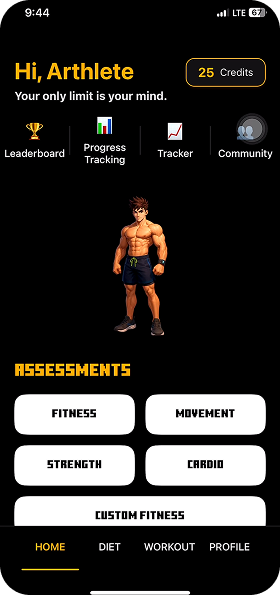 9:44
LTE 67
Hi, Arthlete
25 Credits
Your only limit is your mind.
Leaderboard
Progress
Tracking
Tracker
Community
ASSESSMENTS
FITNESS
MOVEMENT
STRENGTH
CARDIO
CUSTOM FITNESS
HOME
DIET
WORKOUT
PROFILE